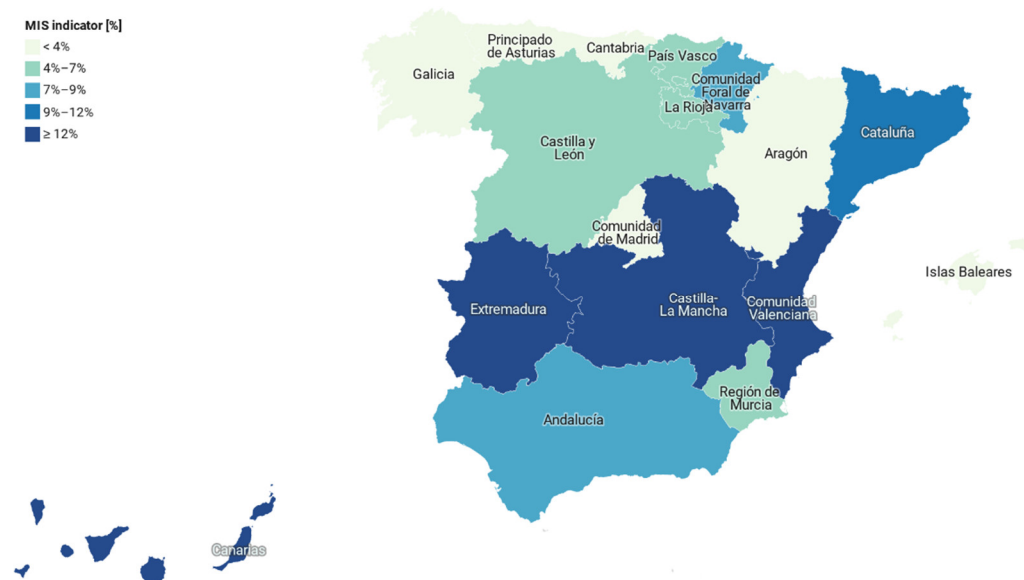 MIS indicator [%]
< 4%
4%–7%
7%–9%
9%–12%
≥ 12%
Galicia
Principado
de Asturias
Cantabria
País Vasco
Comunidad
Foral de
Navarra
La Rioja
Castilla y
León
Aragón
Cataluña
Comunidad
de Madrid
Islas Baleares
Extremadura
Castilla-
La Mancha
Comunidad
Valenciana
Región de
Murcia
Andalucía
Canarias